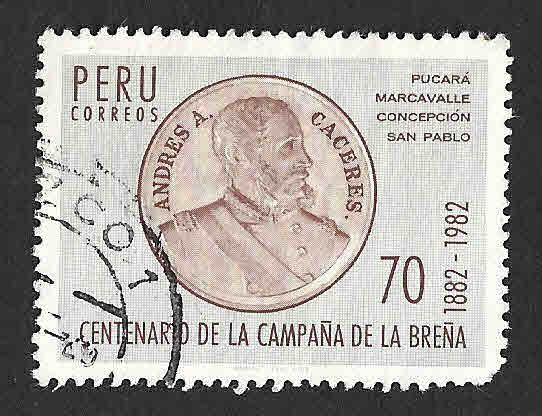 PERU
CORREOS
PUCARÁ
MARCAVALLE
CONCEPCIÓN
SAN PABLO
ANDRES A. CACERES.
70
1882-1982
CENTENARIO DE LA CAMPAÑA DE LA BREÑA